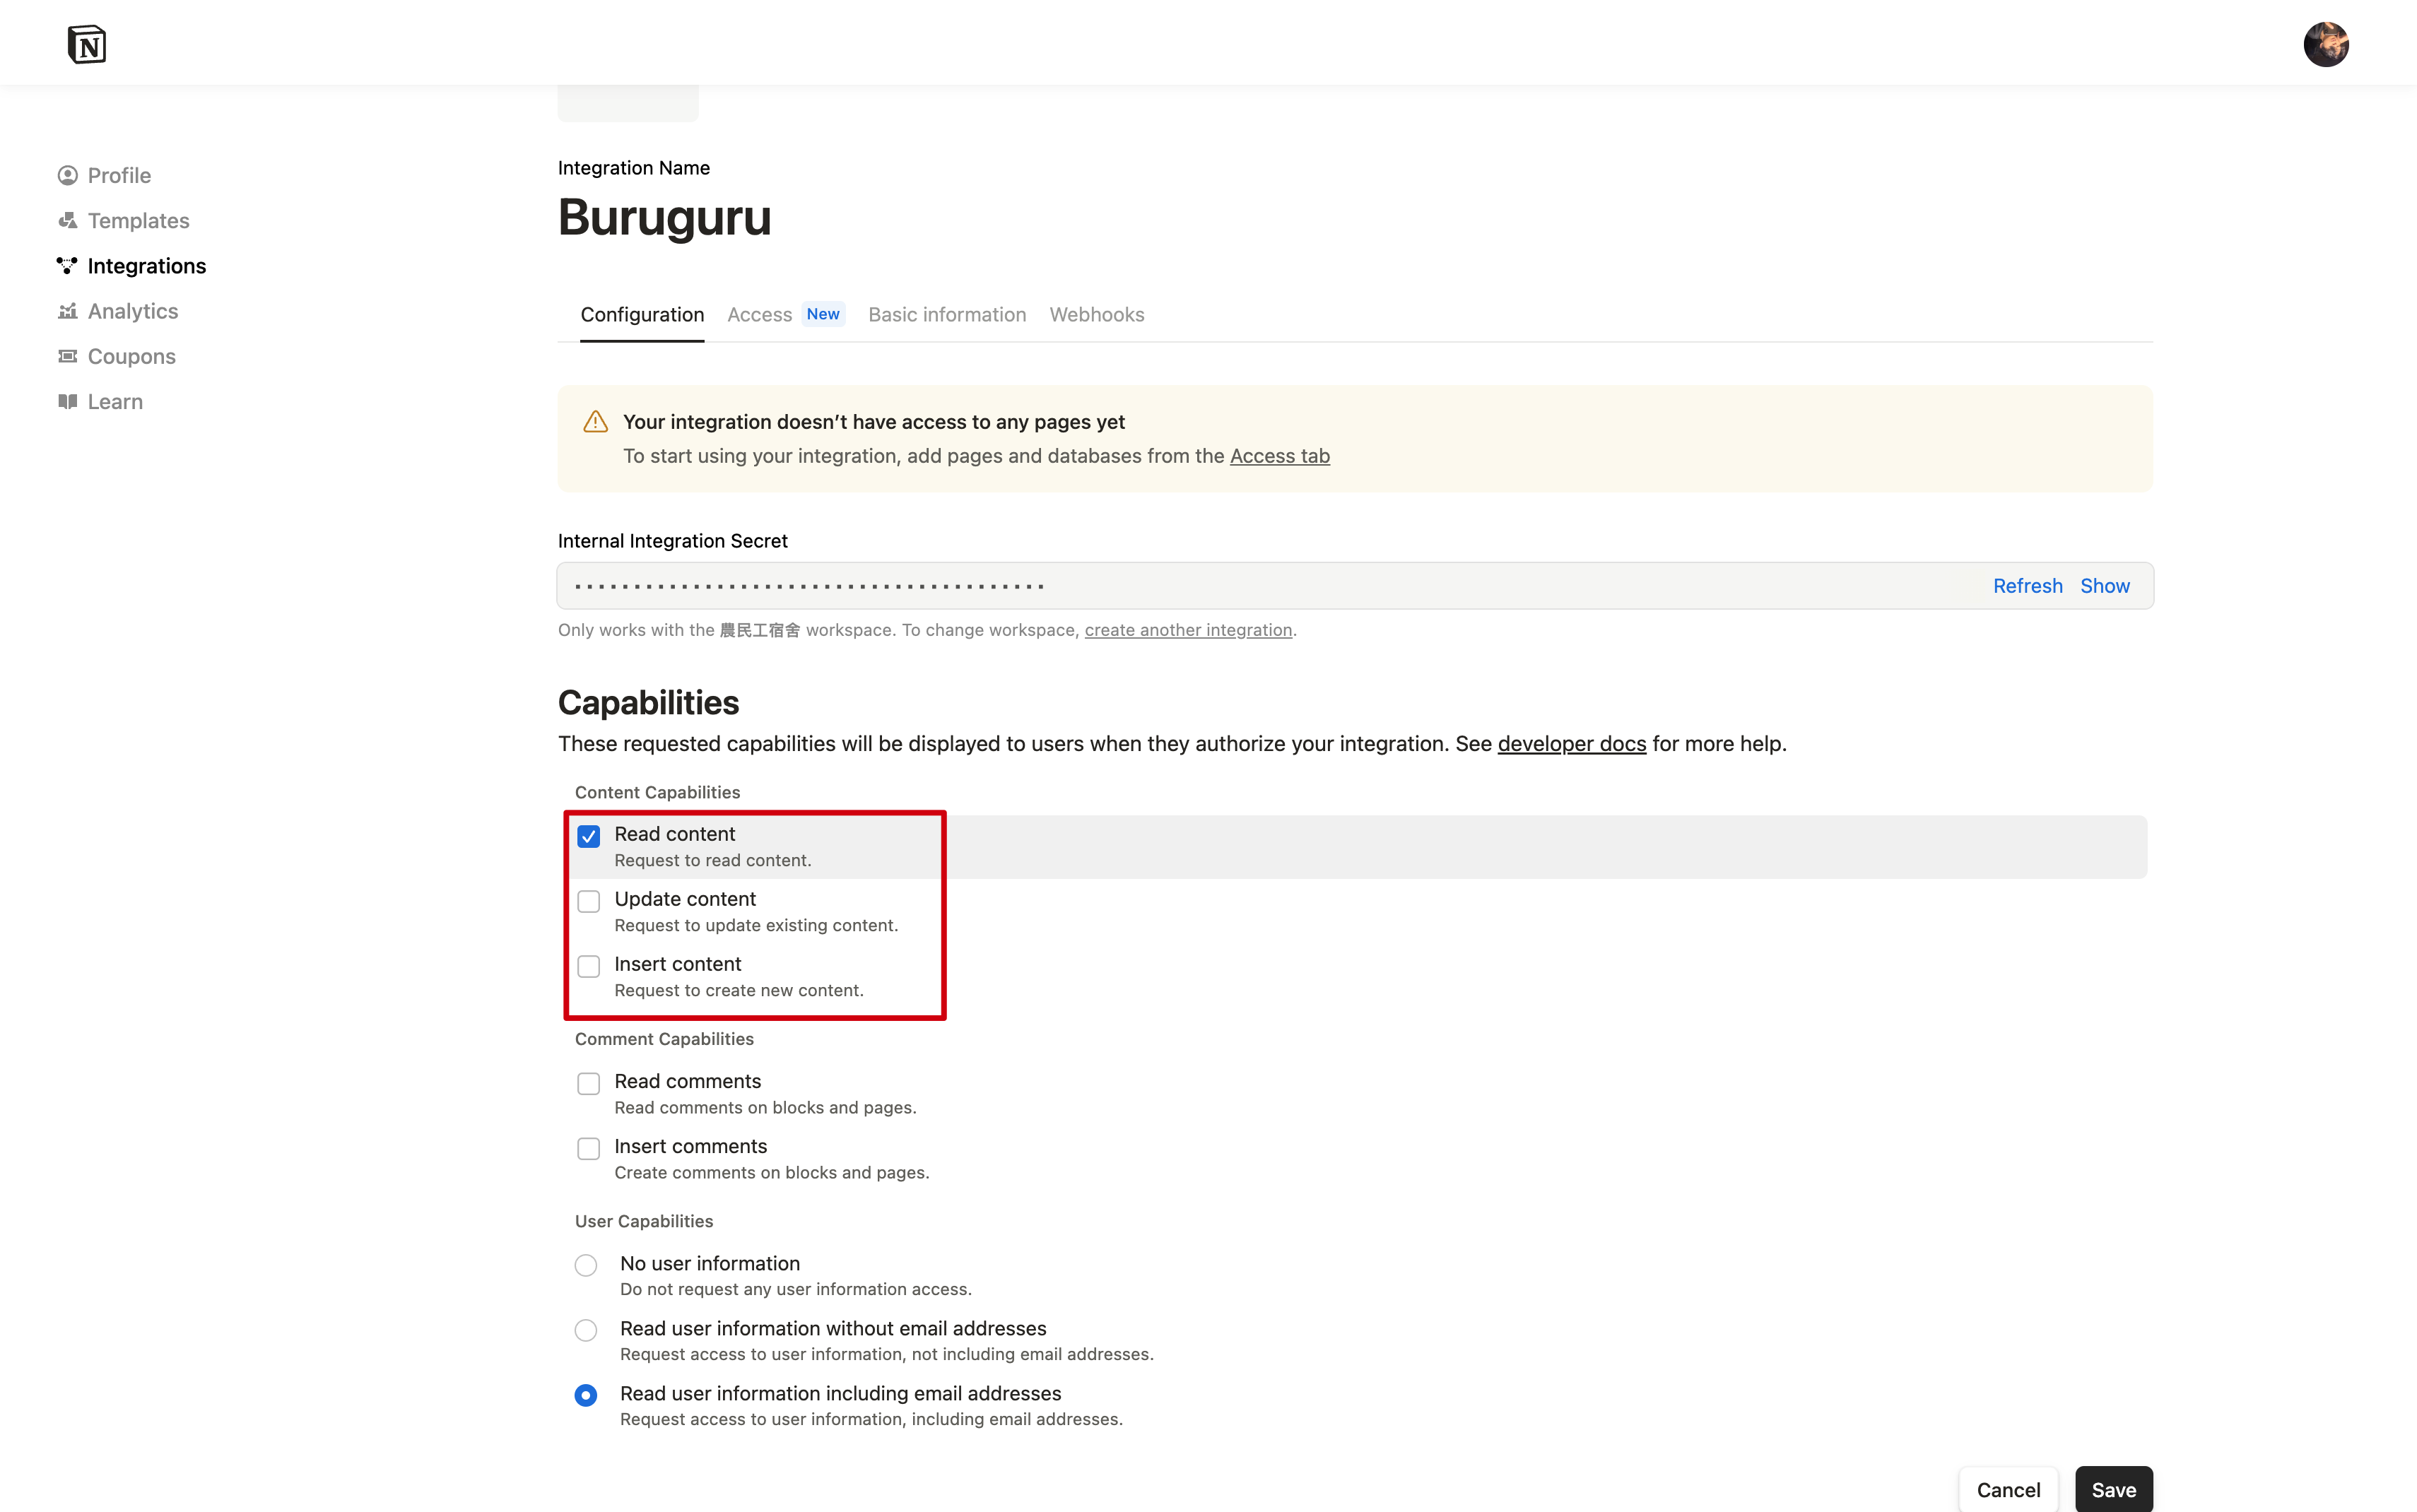 N
Profile
Templates
Integrations
Analytics
Coupons
Learn
Integration Name
Buruguru
Configuration Access New Basic information Webhooks
Your integration doesn’t have access to any pages yet
To start using your integration, add pages and databases from the Access tab
Internal Integration Secret
Refresh Show
Only works with the 農民工宿舍 workspace. To change workspace, create another integration.
Capabilities
These requested capabilities will be displayed to users when they authorize your integration. See developer docs for more help.
Content Capabilities
Read content
Request to read content.
Update content
Request to update existing content.
Insert content
Request to create new content.
Comment Capabilities
Read comments
Read comments on blocks and pages.
Insert comments
Create comments on blocks and pages.
User Capabilities
No user information
Do not request any user information access.
Read user information without email addresses
Request access to user information, not including email addresses.
Read user information including email addresses
Request access to user information, including email addresses.
Cancel Save